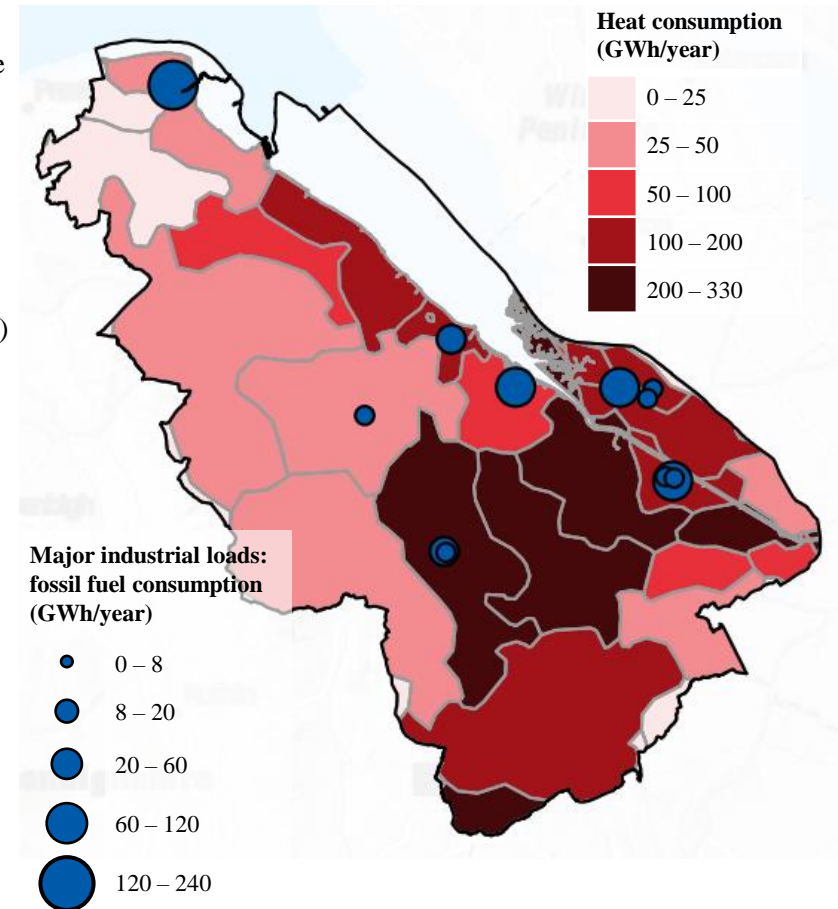 e
)
Heat consumption
(GWh/year)
0 – 25
25 – 50
50 – 100
100 – 200
200 – 330
Major industrial loads:
fossil fuel consumption
(GWh/year)
0 – 8
8 – 20
20 – 60
60 – 120
120 – 240